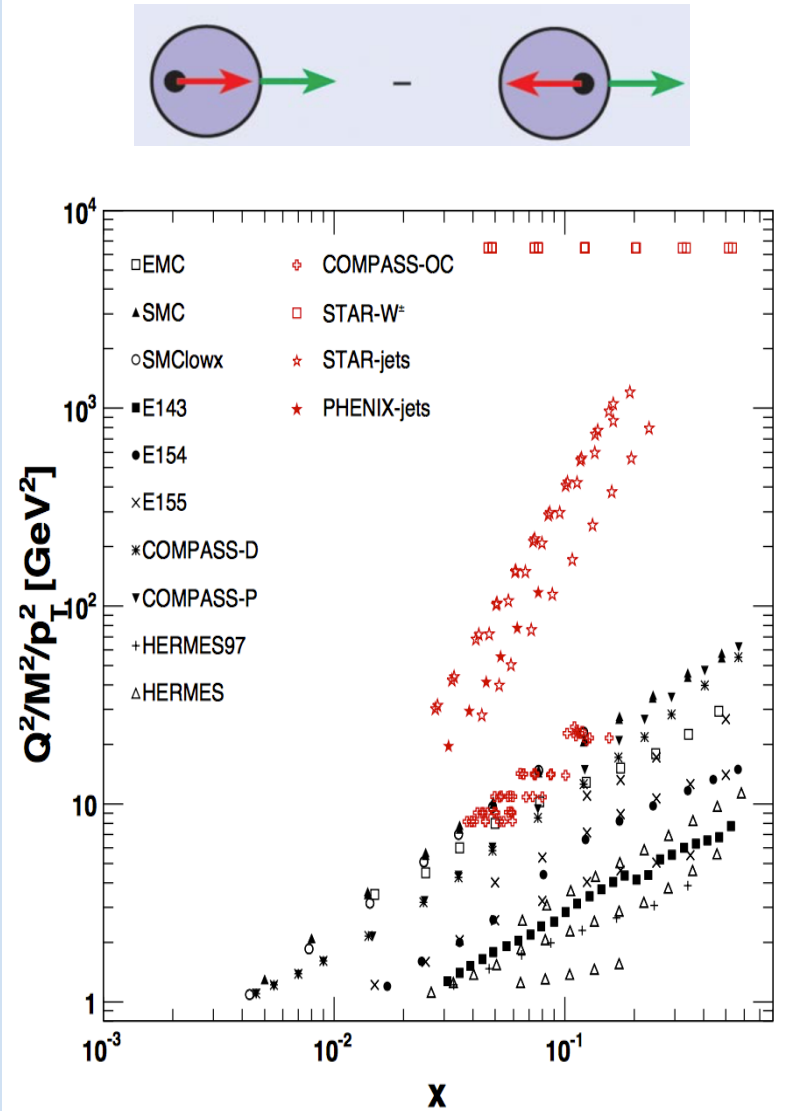 –
10⁴
EMC
COMPASS-OC
SMC
STAR-W±
SMClowx
STAR-jets
E143
PHENIX-jets
10³
E154
E155
COMPASS-D
10²
COMPASS-P
HERMES97
HERMES
Q²/M²/p_T² [GeV²]
10
1
10⁻³
10⁻²
10⁻¹
X